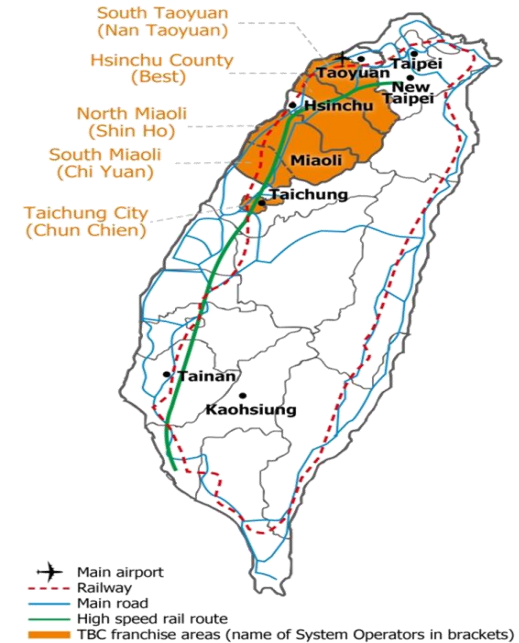 South Taoyuan
(Nan Taoyuan)
Hsinchu County
(Best)
North Miaoli
(Shin Ho)
South Miaoli
(Chi Yuan)
Taichung City
(Chun Chien)
Taipei
Taoyuan
New
Taipei
Hsinchu
Miaoli
Taichung
Tainan
Kaohsiung
Main airport
Railway
Main road
High speed rail route
TBC franchise areas (name of System Operators in brackets)